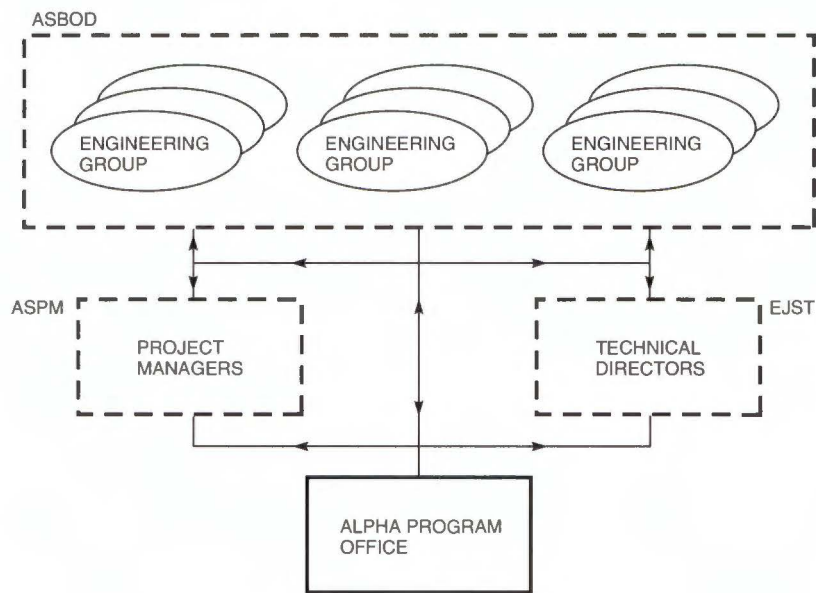 ASBOD
ENGINEERING
GROUP
ENGINEERING
GROUP
ENGINEERING
GROUP
ASPM
PROJECT
MANAGERS
TECHNICAL
DIRECTORS
EJST
ALPHA PROGRAM
OFFICE